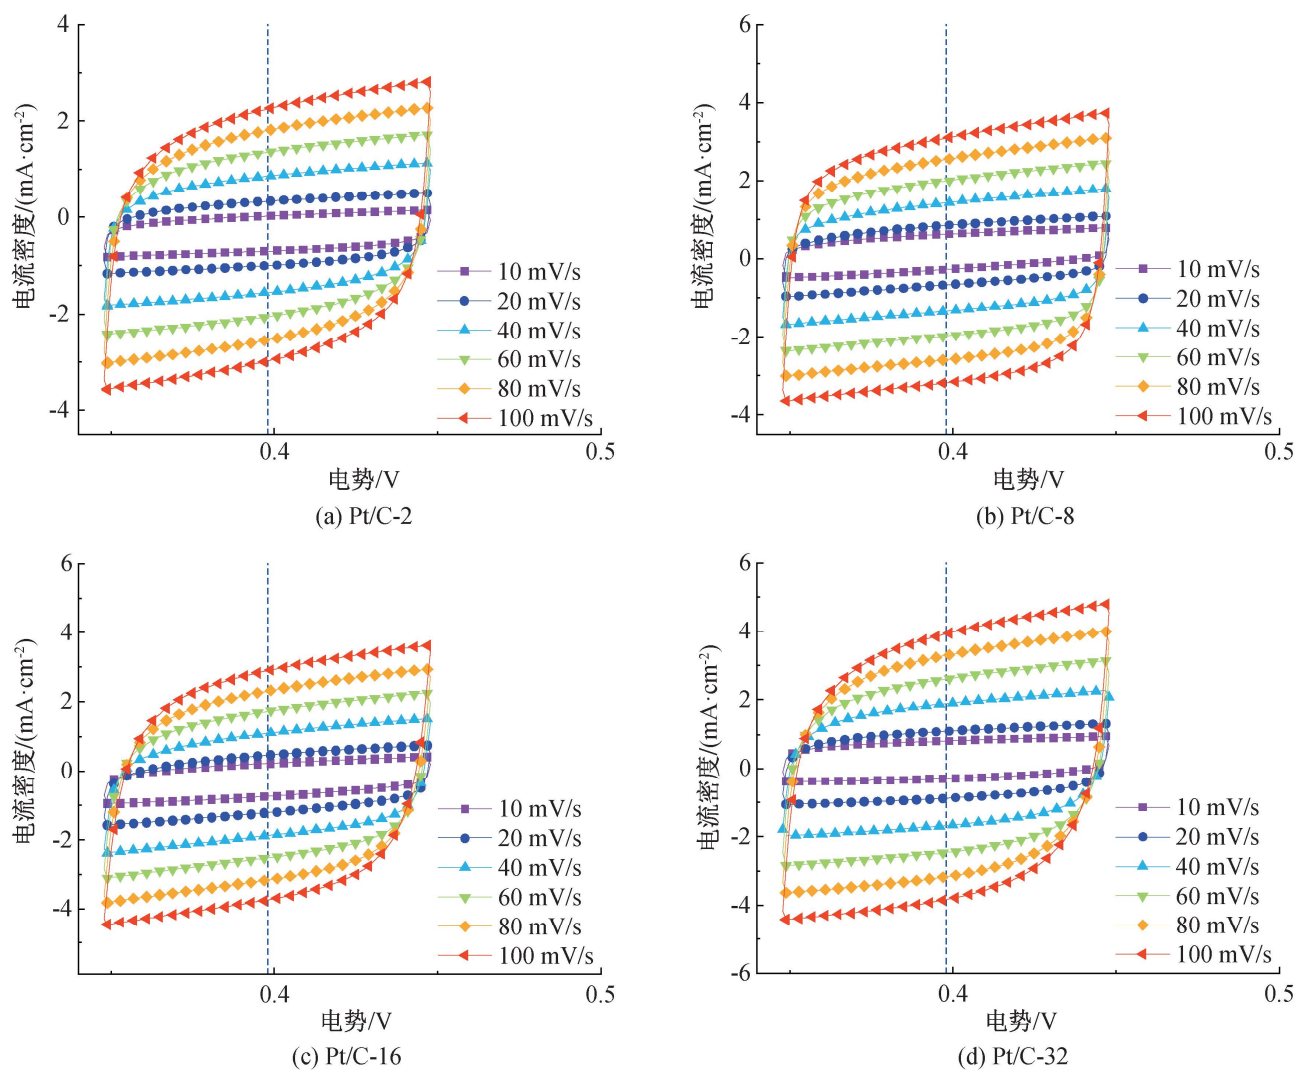 4
2
0
-2
-4
电流密度/(mA·cm-2)
10 mV/s
20 mV/s
40 mV/s
60 mV/s
80 mV/s
100 mV/s
0.4
0.5
电势/V
(a) Pt/C-2
6
4
2
0
-2
-4
电流密度/(mA·cm-2)
10 mV/s
20 mV/s
40 mV/s
60 mV/s
80 mV/s
100 mV/s
0.4
0.5
电势/V
(b) Pt/C-8
6
4
2
0
-2
-4
电流密度/(mA·cm-2)
10 mV/s
20 mV/s
40 mV/s
60 mV/s
80 mV/s
100 mV/s
0.4
0.5
电势/V
(c) Pt/C-16
6
4
2
0
-2
-4
-6
电流密度/(mA·cm-2)
10 mV/s
20 mV/s
40 mV/s
60 mV/s
80 mV/s
100 mV/s
0.4
0.5
电势/V
(d) Pt/C-32